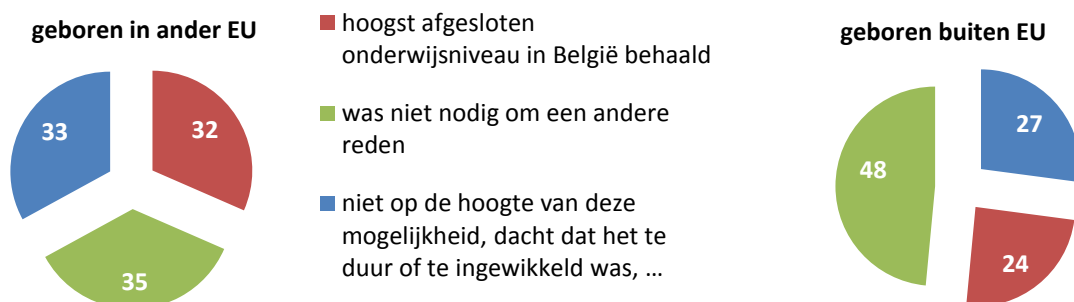 geboren in ander EU
33
32
35
hoogst afgesloten
onderwijsniveau in België behaald
was niet nodig om een andere
reden
niet op de hoogte van deze
mogelijkheid, dacht dat het te
duur of te ingewikkeld was, …
geboren buiten EU
27
48
24